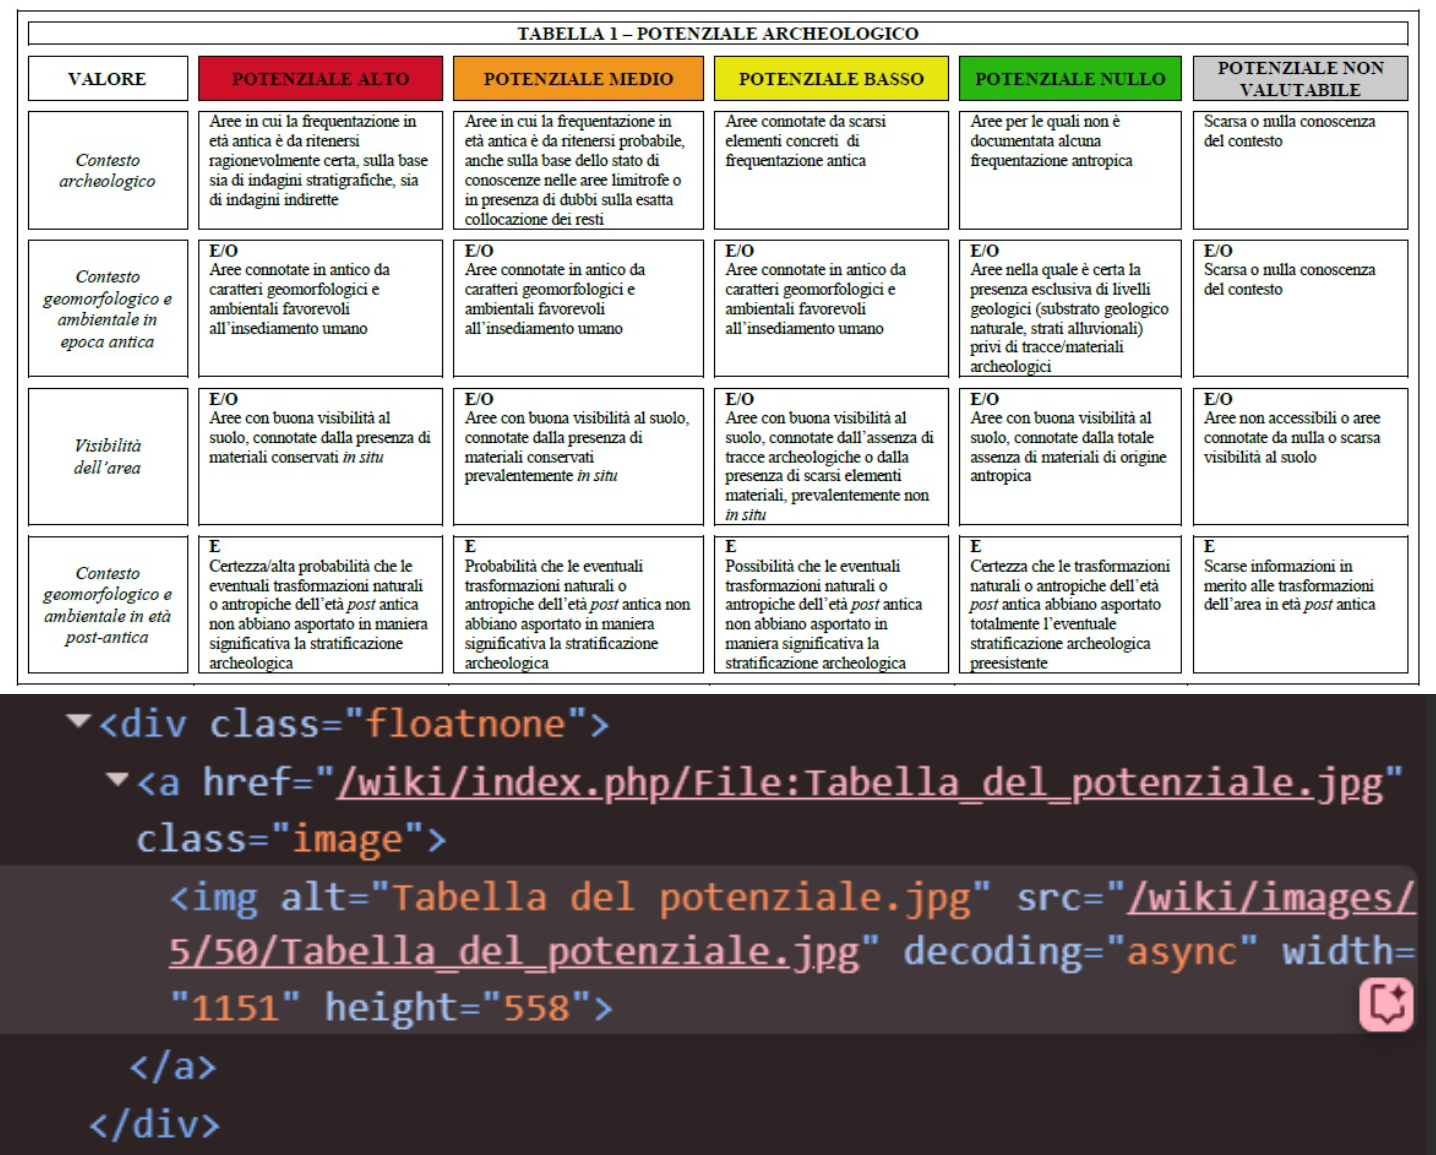 TABELLA 1 – POTENZIALE ARCHEOLOGICO
VALORE
POTENZIALE ALTO
POTENZIALE MEDIO
POTENZIALE BASSO
POTENZIALE NULLO
POTENZIALE NON
VALUTABILE
Contesto
archeologico
Aree in cui la frequentazione in
età antica è da ritenersi
ragionevolmente certa, sulla base
sia di indagini stratigrafiche, sia
di indagini indirette
Aree in cui la frequentazione in
età antica è da ritenersi probabile,
anche sulla base dello stato di
conoscenze nelle aree limitrofe o
in presenza di dubbi sulla esatta
collocazione dei resti
Aree connotate da scarsi
elementi concreti di
frequentazione antica
Aree per le quali non è
documentata alcuna
frequentazione antropica
Scarsa o nulla conoscenza
del contesto
Contesto
geomorfologico e
ambientale in
epoca antica
E/O
Aree connotate in antico da
caratteri geomorfologici e
ambientali favorevoli
all’insediamento umano
E/O
Aree connotate in antico da
caratteri geomorfologici e
ambientali favorevoli
all’insediamento umano
E/O
Aree connotate in antico da
caratteri geomorfologici e
ambientali favorevoli
all’insediamento umano
E/O
Aree nella quale è certa la
presenza esclusiva di livelli
geologici (substrato geologico
naturale, strati alluvionali)
privi di tracce/materiali
archeologici
E/O
Scarsa o nulla conoscenza
del contesto
Visibilità
dell’area
E/O
Aree con buona visibilità al
suolo, connotate dalla presenza di
materiali conservati in situ
E/O
Aree con buona visibilità al suolo,
connotate dalla presenza di
materiali conservati
prevalentemente in situ
E/O
Aree con buona visibilità al
suolo, connotate dall’assenza di
tracce archeologiche o dalla
presenza di scarsi elementi
materiali, prevalentemente non
in situ
E/O
Aree con buona visibilità al
suolo, connotate dalla totale
assenza di materiali di origine
antropica
E/O
Aree non accessibili o aree
connotate da nulla o scarsa
visibilità al suolo
Contesto
geomorfologico e
ambientale in età
post-antica
E
Certezza/alta probabilità che le
eventuali trasformazioni naturali
o antropiche dell’età post antica
non abbiano asportato in maniera
significativa la stratificazione
archeologica
E
Probabilità che le eventuali
trasformazioni naturali o
antropiche dell’età post antica non
abbiano asportato in maniera
significativa la stratificazione
archeologica
E
Possibilità che le eventuali
trasformazioni naturali o
antropiche dell’età post antica
non abbiano asportato in
maniera significativa la
stratificazione archeologica
E
Certezza che le trasformazioni
naturali o antropiche dell’età
post antica abbiano asportato
totalmente l’eventuale
stratificazione archeologica
preesistente
E
Scarse informazioni in
merito alle trasformazioni
dell’area in età post antica
<div class="floatnone">
<a href="/wiki/index.php/File:Tabella_del_potenziale.jpg"
class="image">
<img alt="Tabella del potenziale.jpg" src="/wiki/images/
5/50/Tabella_del_potenziale.jpg" decoding="async" width=
"1151" height="558">
</a>
</div>